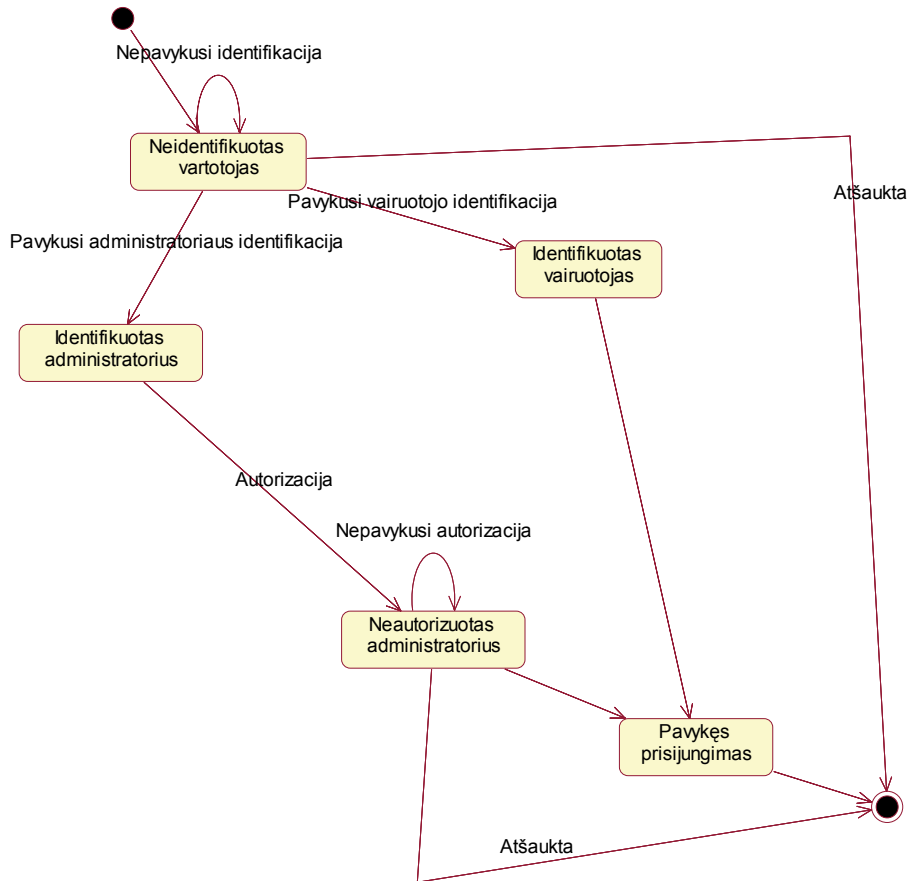 Nepavykusi identifikacija
Neidentifikuotas
vartotojas
Atšaukta
Pavykusi vairuotojo identifikacija
Pavykusi administratoriaus identifikacija
Identifikuotas
vairuotojas
Identifikuotas
administratorius
Autorizacija
Nepavykusi autorizacija
Neautorizuotas
administratorius
Pavykęs
prisijungimas
Atšaukta